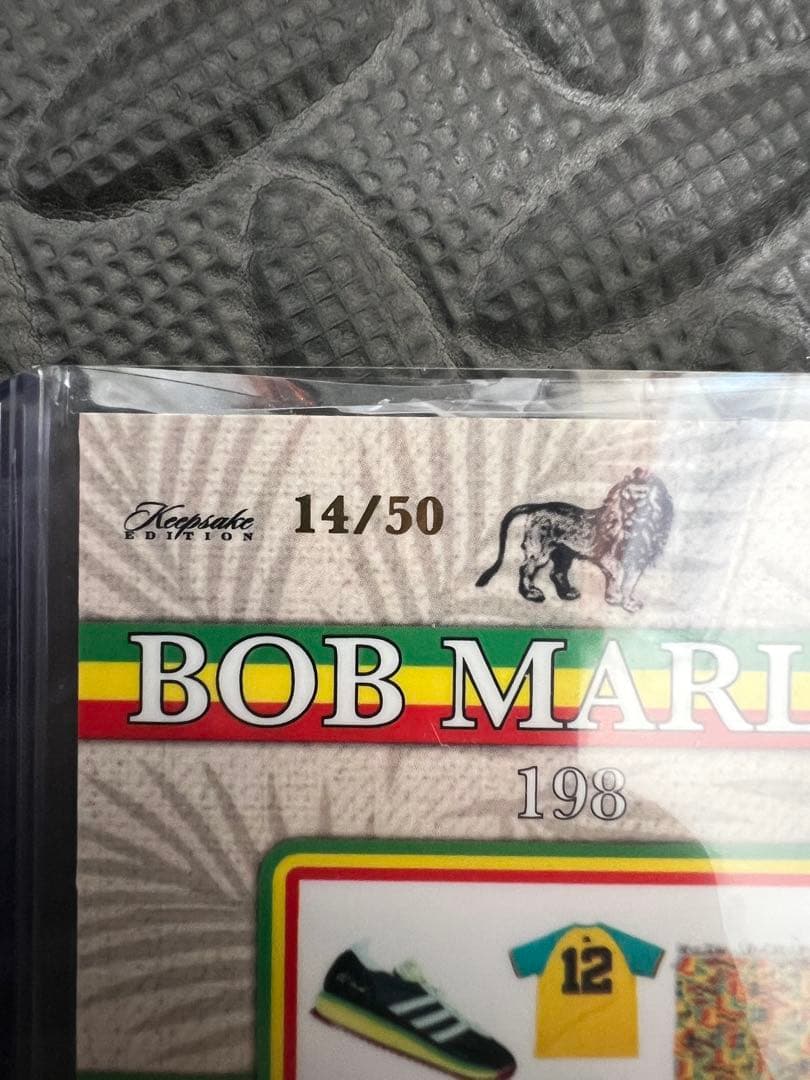 Keepsake 14/50
EDITION
BOB MARL
198
12